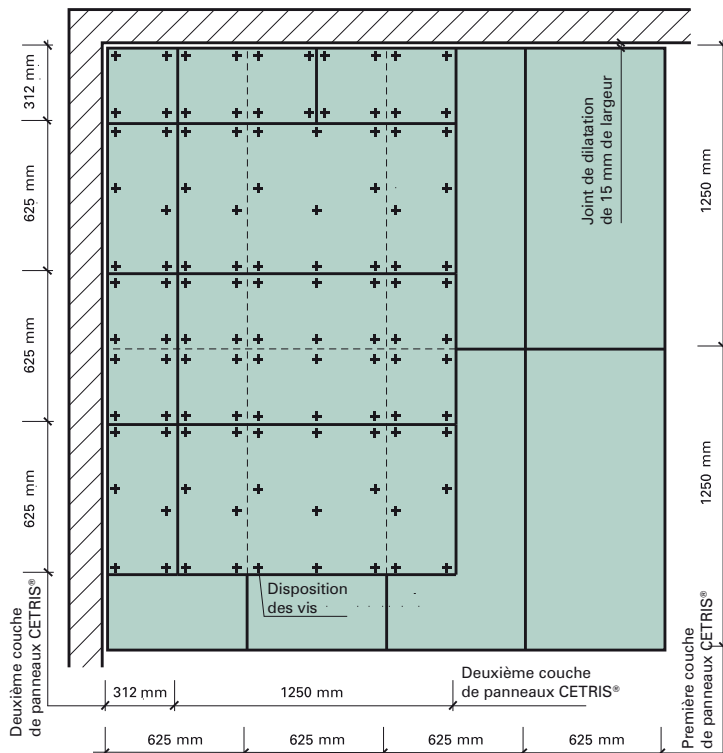 312 mm
625 mm
625 mm
625 mm
Deuxième couche
de panneaux CETRIS®
Joint de dilatation
de 15 mm de largeur
1250 mm
1250 mm
Première couche
de panneaux CETRIS®
Disposition
des vis
312 mm
1250 mm
Deuxième couche
de panneaux CETRIS®
625 mm
625 mm
625 mm
625 mm